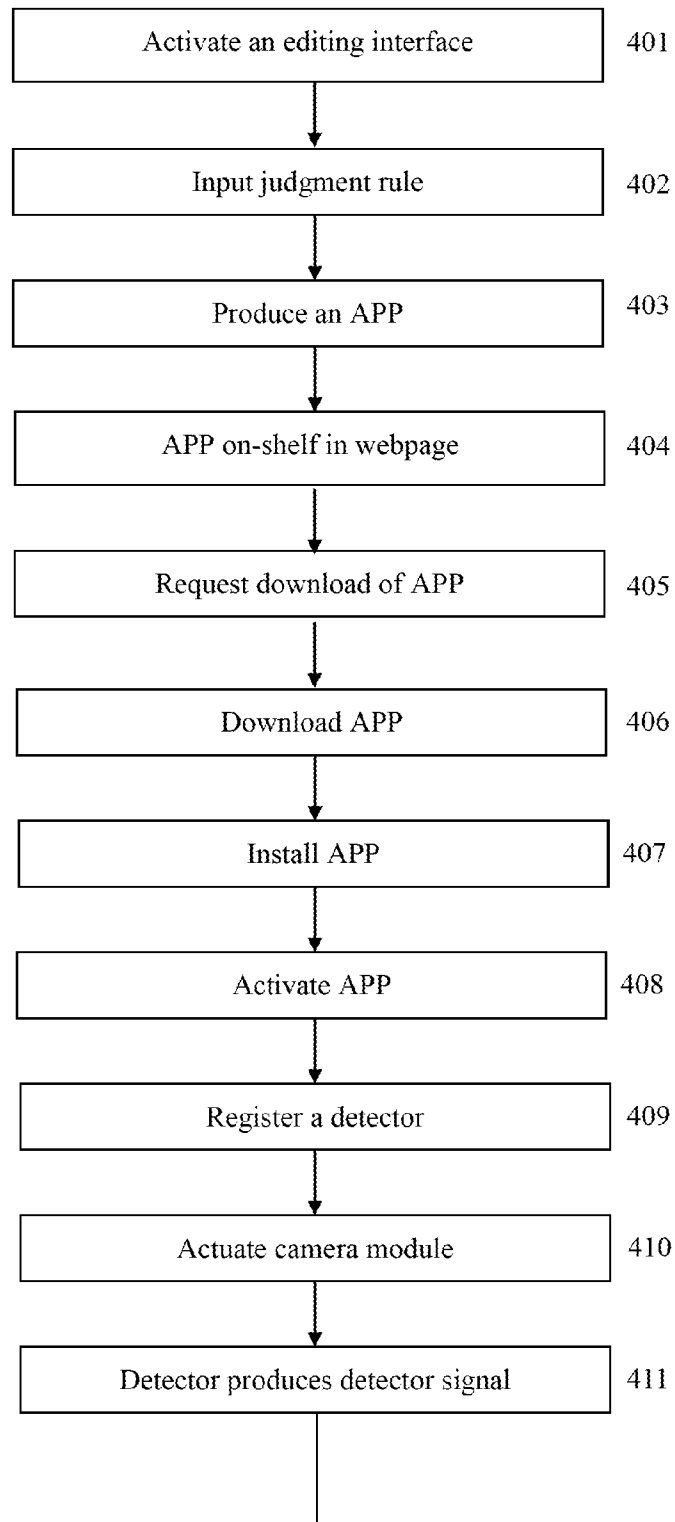 Activate an editing interface 401
Input judgment rule 402
Produce an APP 403
APP on-shelf in webpage 404
Request download of APP 405
Download APP 406
Install APP 407
Activate APP 408
Register a detector 409
Actuate camera module 410
Detector produces detector signal 411